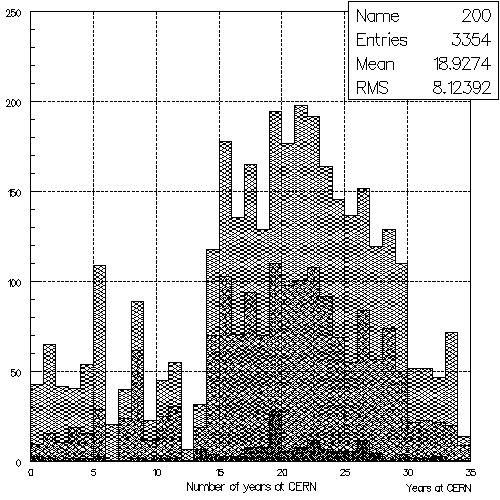 Name 200
Entries 3354
Mean 18.9274
RMS 8.12392
250
200
150
100
50
0
0 5 10 15 20 25 30 35
Number of years at CERN
Years at CERN